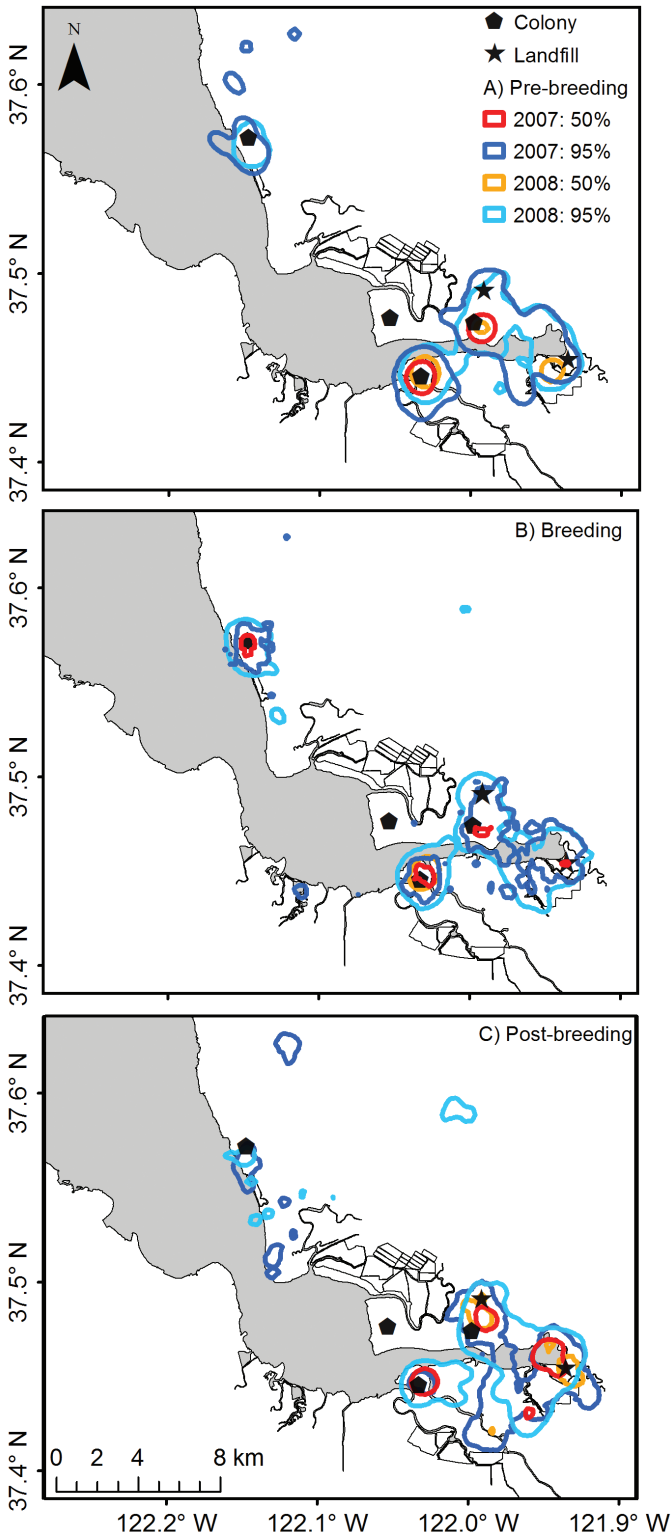 N
Colony
Landfill
A) Pre-breeding
2007: 50%
2007: 95%
2008: 50%
2008: 95%
37.6° N
37.5° N
37.4° N
B) Breeding
37.6° N
37.5° N
37.4° N
C) Post-breeding
37.6° N
37.5° N
37.4° N
0 2 4 8 km
122.2° W 122.1° W 122.0° W 121.9° W